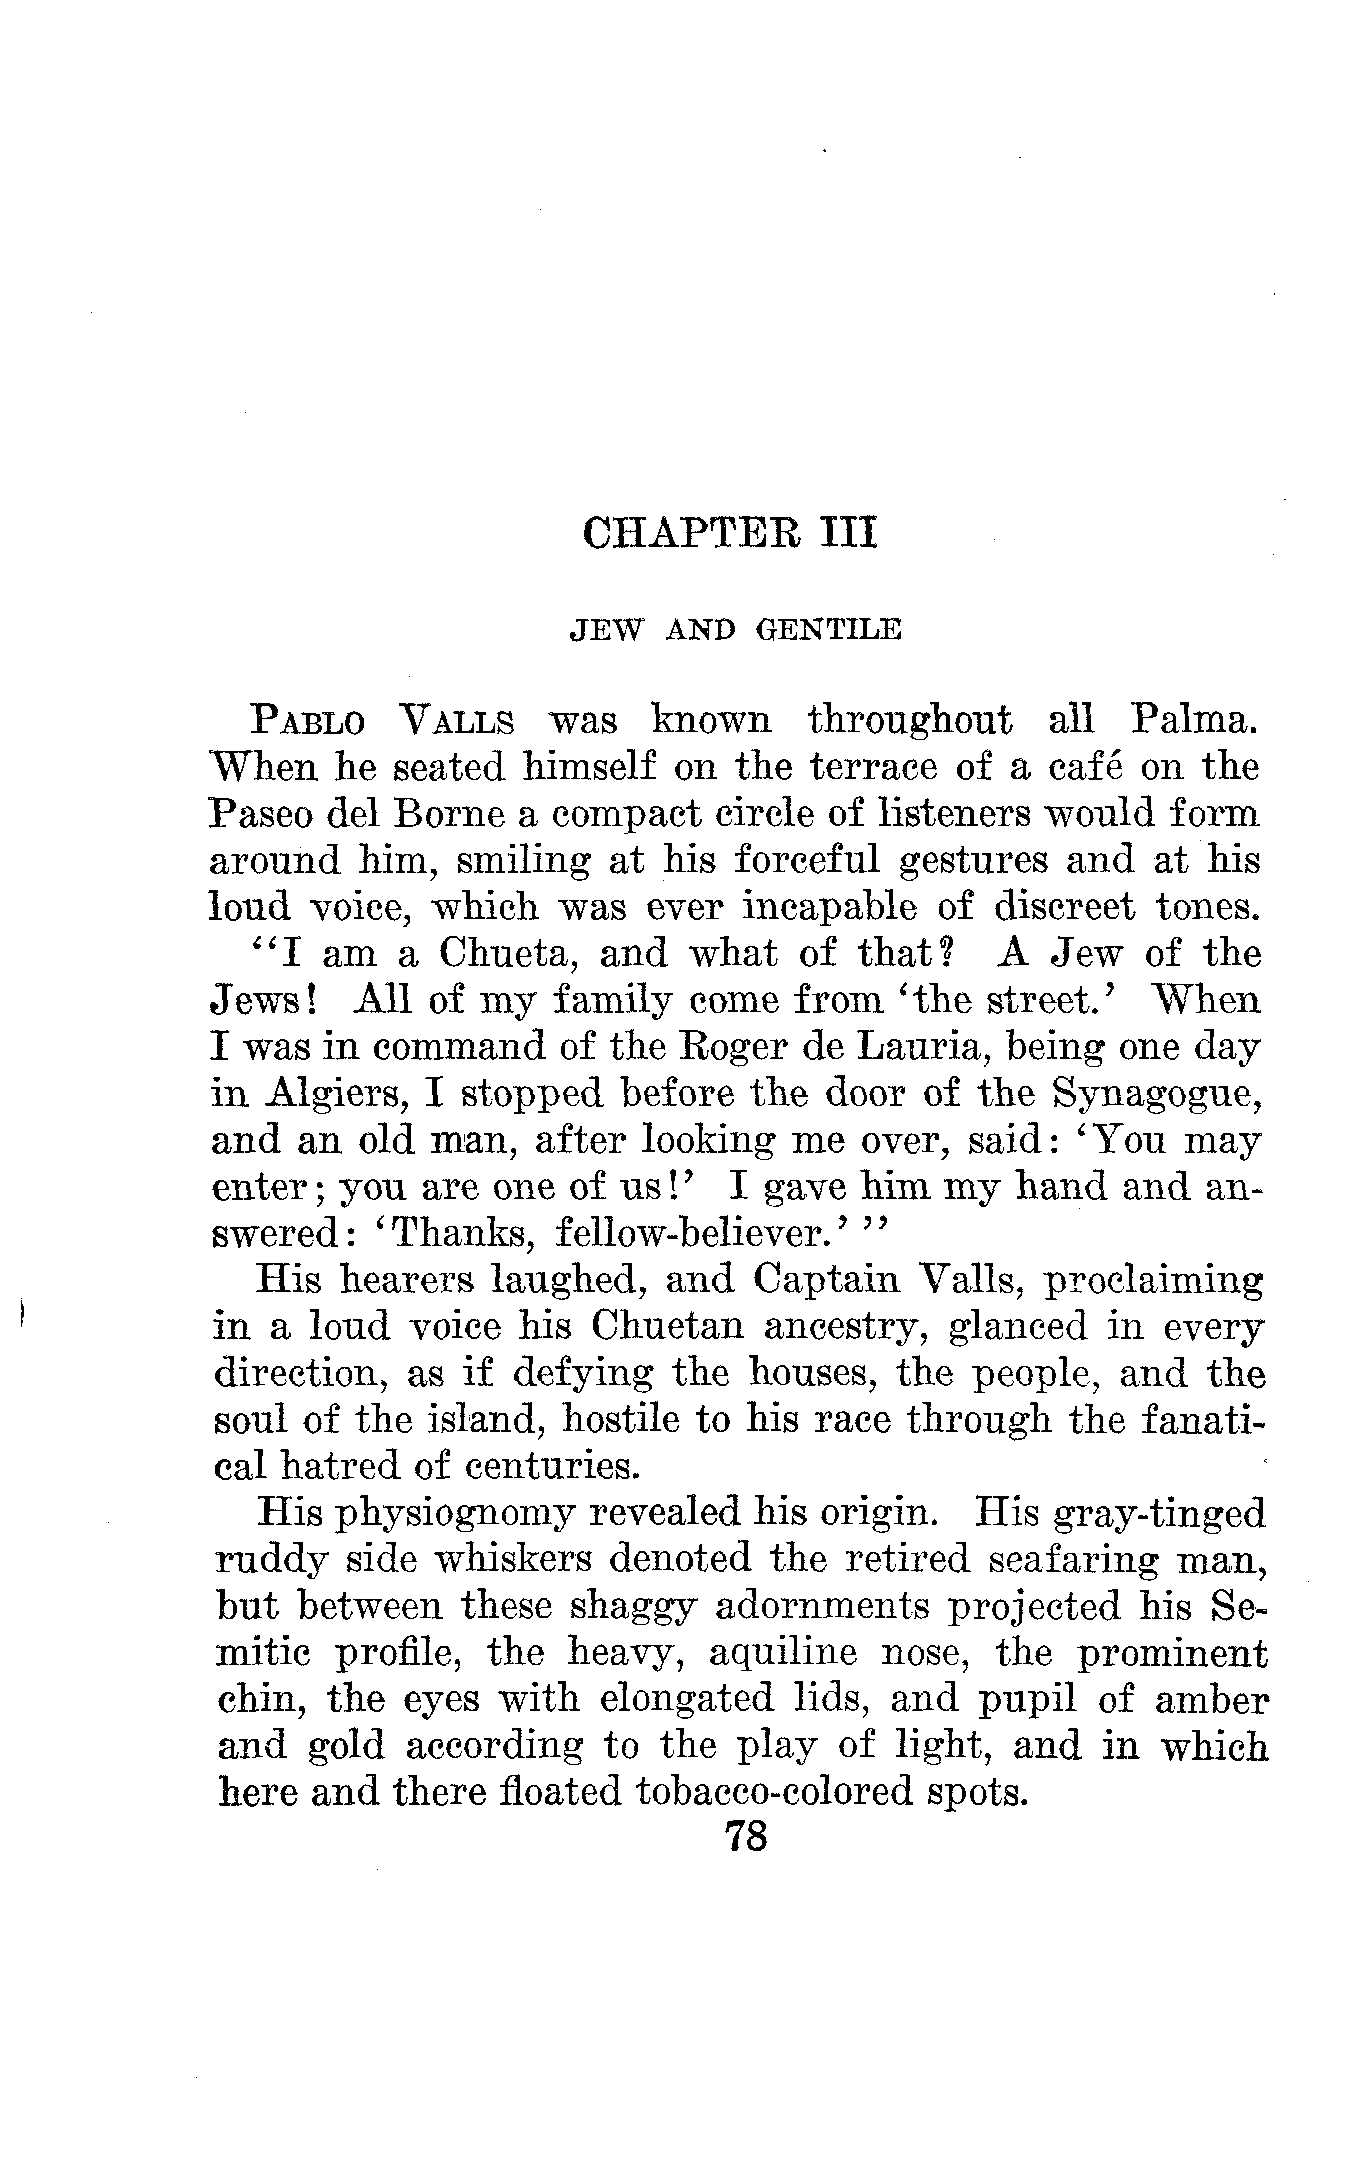 CHAPTER III
JEW AND GENTILE
PABLO VALLS was known throughout all Palma.
When he seated himself on the terrace of a café on the
Paseo del Borne a compact circle of listeners would form
around him, smiling at his forceful gestures and at his
loud voice, which was ever incapable of discreet tones.
“I am a Chueta, and what of that? A Jew of the
Jews! All of my family come from ‘the street.’ When
I was in command of the Roger de Lauria, being one day
in Algiers, I stopped before the door of the Synagogue,
and an old man, after looking me over, said: ‘You may
enter; you are one of us!’ I gave him my hand and an-
swered: ‘Thanks, fellow-believer.’ ”
His hearers laughed, and Captain Valls, proclaiming
in a loud voice his Chuetan ancestry, glanced in every
direction, as if defying the houses, the people, and the
soul of the island, hostile to his race through the fanati-
cal hatred of centuries.
His physiognomy revealed his origin. His gray-tinged
ruddy side whiskers denoted the retired seafaring man,
but between these shaggy adornments projected his Se-
mitic profile, the heavy, aquiline nose, the prominent
chin, the eyes with elongated lids, and pupil of amber
and gold according to the play of light, and in which
here and there floated tobacco-colored spots.
78